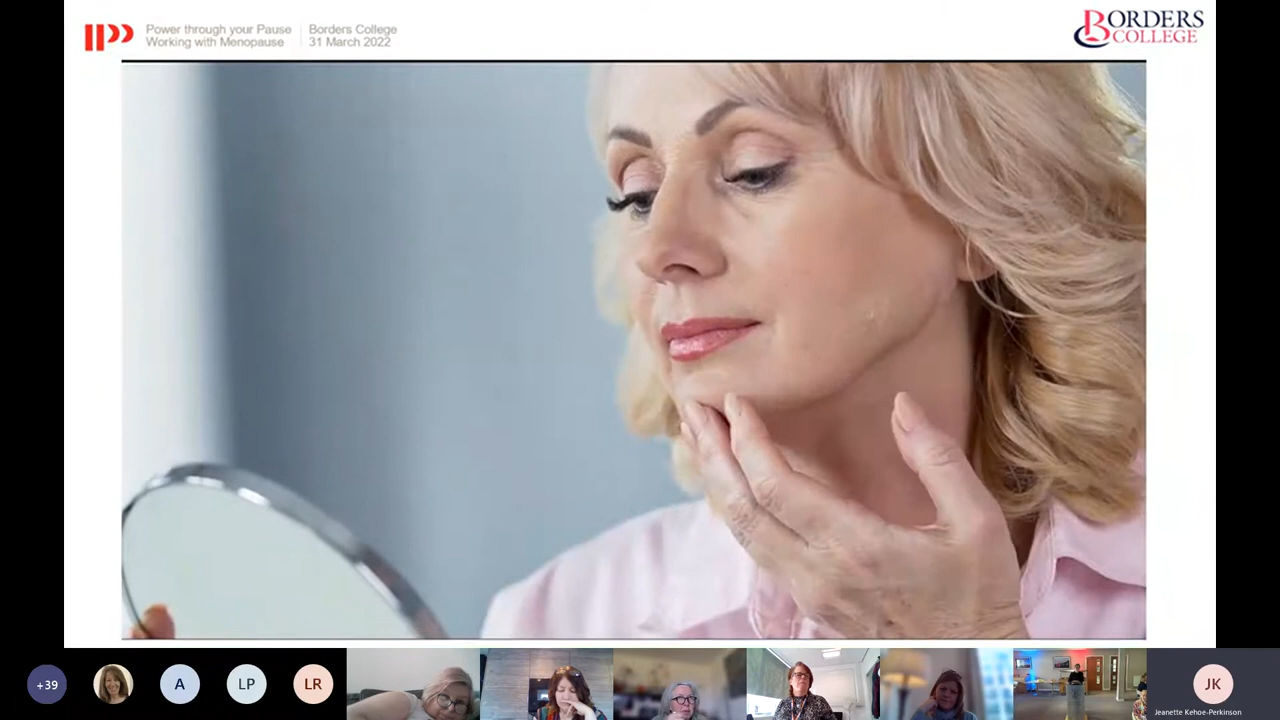 Power through your Pause
Working with Menopause
Borders College
31 March 2022
BORDERS
COLLEGE
+39
A
LP
LR
JK
Jeanette Kehoe-Perkinson